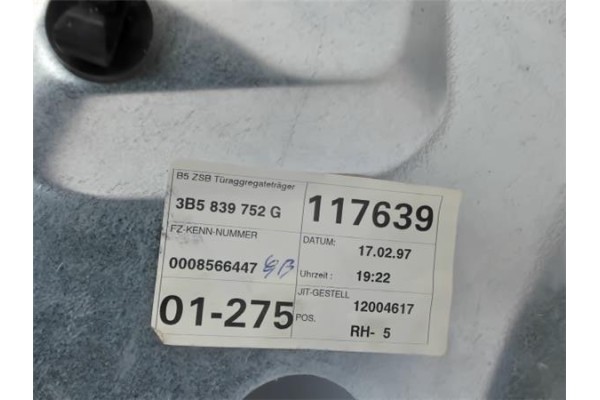 B5 ZSB Türaggregateträger
3B5 839 752 G
117639
FZ-KENN-NUMMER
0008566447
DATUM: 17.02.97
Uhrzeit : 19:22
01-275
JIT-GESTELL 12004617
POS. RH- 5